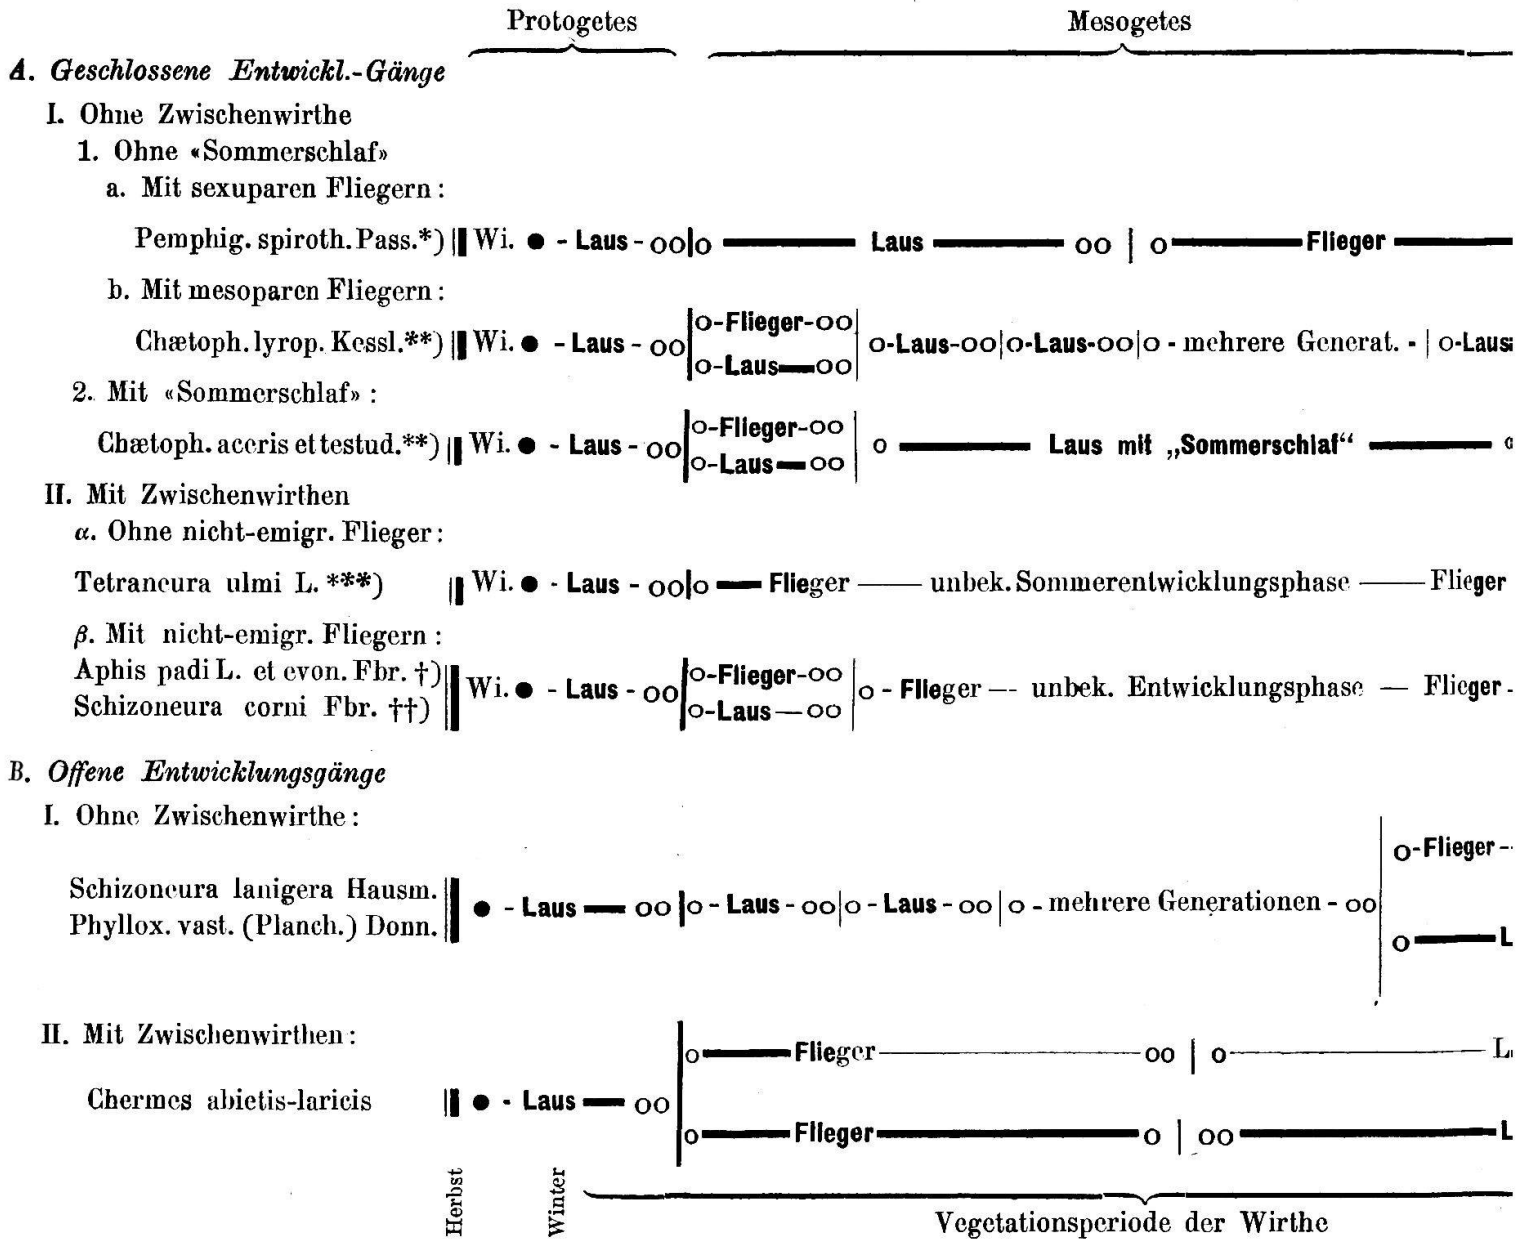 Protogetes Mesogetes
A. Geschlossene Entwickl.-Gänge
I. Ohne Zwischenwirthe
1. Ohne «Sommerschlaf»
a. Mit sexuparen Fliegern:
Pemphig. spiroth. Pass.*) Wi. ● - Laus - oo|o Laus oo | o Flieger
b. Mit mesoparen Fliegern:
o-Flieger-oo
Chætoph. lyrop. Kessl.**) Wi. ● - Laus - oo o-Laus-oo|o-Laus-oo|o - mehrere Generat. - | o-Laus
o-Laus—oo
2. Mit «Sommerschlaf»:
o-Flieger-oo
Chætoph. aceris et testud.**) Wi. ● - Laus - oo o Laus mit „Sommerschlaf“
o-Laus—oo
II. Mit Zwischenwirthen
α. Ohne nicht-emigr. Flieger:
Tetraneura ulmi L. ***) Wi. ● - Laus - oo|o — Flieger — unbek. Sommerentwicklungsphase — Flieger
β. Mit nicht-emigr. Fliegern:
Aphis padi L. et evon. Fbr. †) o-Flieger-oo
Wi. ● - Laus - oo o - Flieger — unbek. Entwicklungsphase — Flieger -
Schizoneura corni Fbr. ††) o-Laus—oo
B. Offene Entwicklungsgänge
I. Ohne Zwischenwirthe:
o-Flieger-
Schizoneura lanigera Hausm.
● - Laus — oo |o - Laus - oo|o - Laus - oo | o - mehrere Generationen - oo
Phyllox. vast. (Planch.) Donn.
o — L
II. Mit Zwischenwirthen:
o — Flieger — oo | o — L
Chermes abietis-laricis ● - Laus — oo
o — Flieger — o | oo — L
Herbst
Winter
Vegetationsperiode der Wirthe